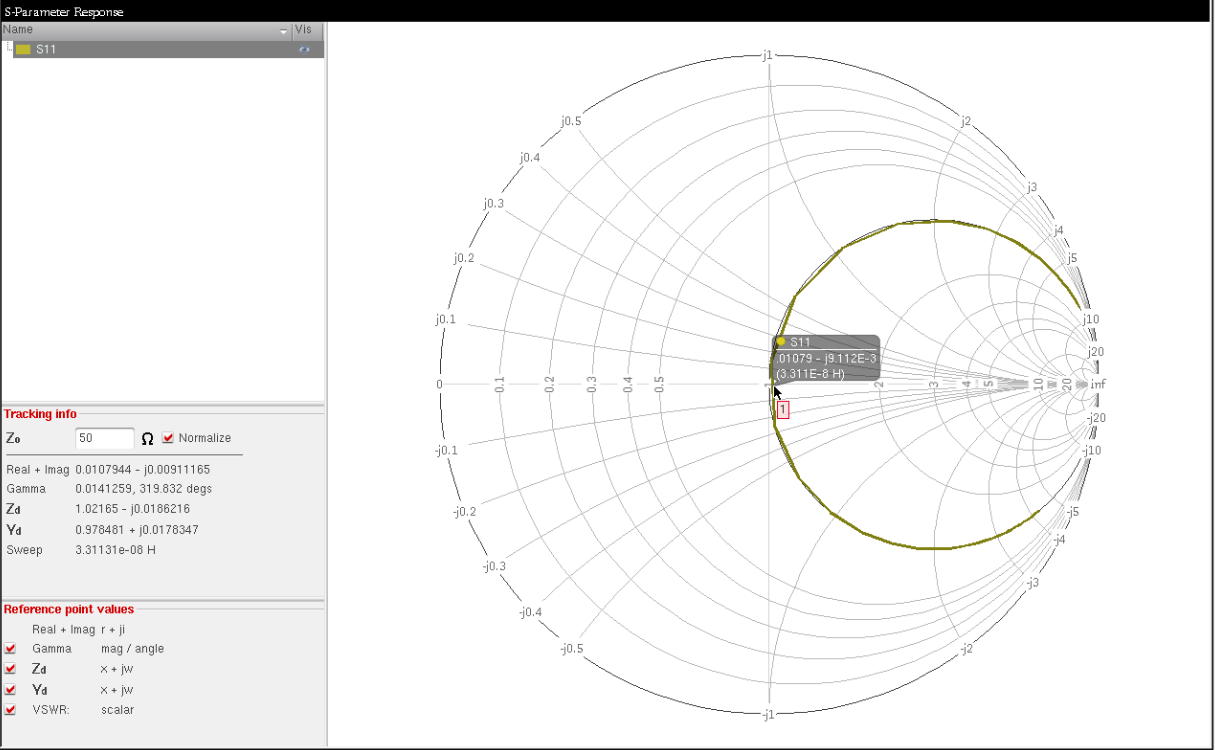 S-Parameter Response
Name Vis
S11
Tracking info
Zo 50 Ω Normalize
Real + Imag 0.0107944 - j0.00911165
Gamma 0.0141259, 319.832 degs
Zd 1.02165 - j0.0186216
Yd 0.978481 + j0.0178347
Sweep 3.31131e-08 H
Reference point values
Real + Imag r + ji
Gamma mag / angle
Zd x + jw
Yd x + jw
VSWR: scalar
j1
j0.5
j2
j0.4
j3
j0.3
j4
j0.2
j5
j0.1
j10
S11
.01079 - j9.112E-3
(3.311E-8 H)
j20
0 0.1 0.2 0.3 0.4 0.5 1 2 3 4 5 10 20 inf
1
-j20
-j0.1
-j10
-j0.2
-j5
-j4
-j0.3
-j3
-j0.4
-j0.5
-j2
-j1